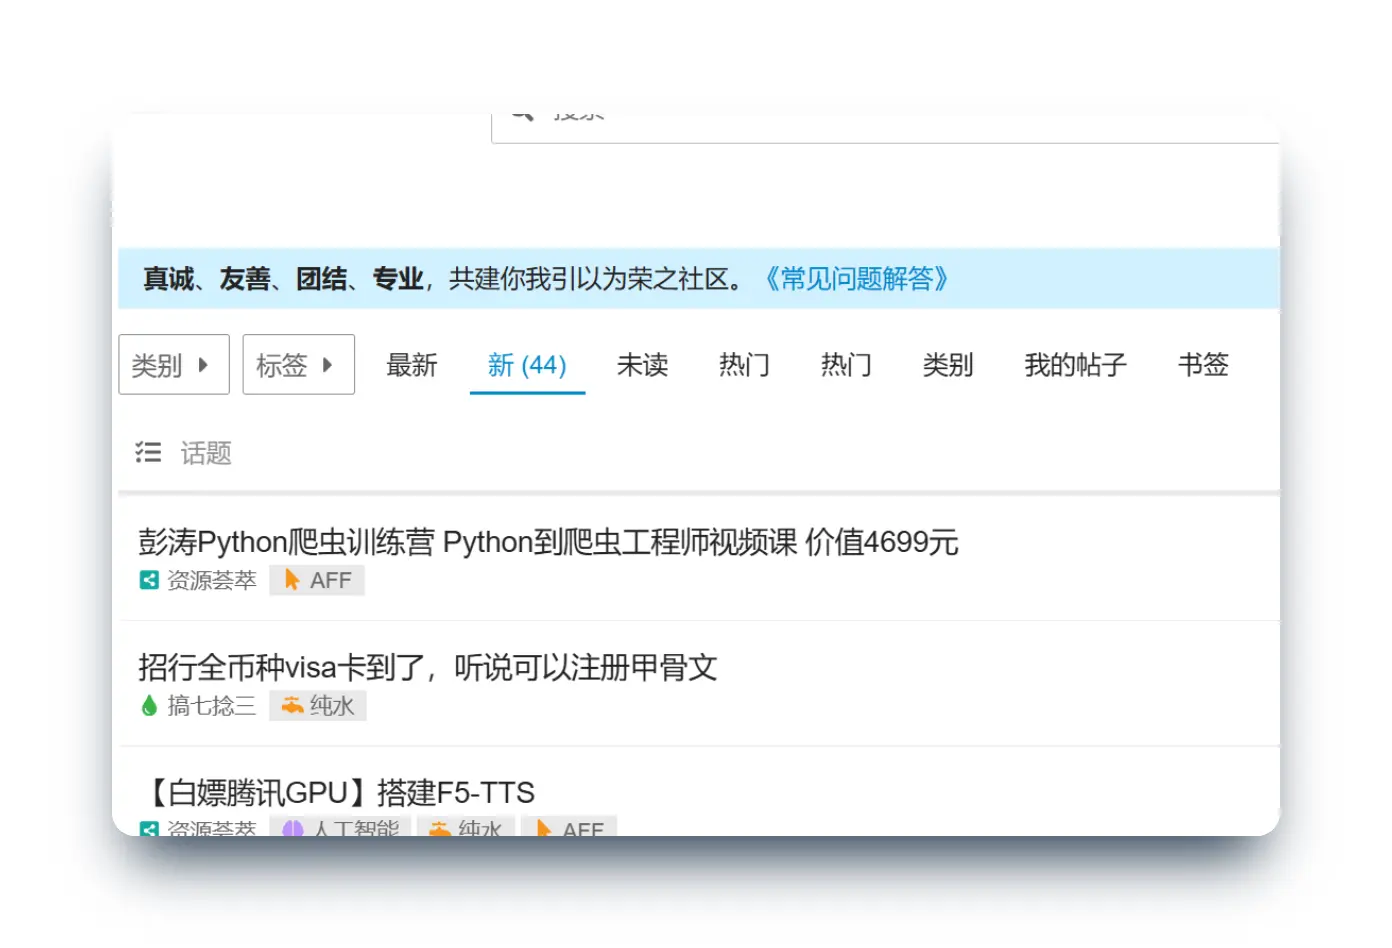 搜索
真诚、友善、团结、专业，共建你我引以为荣之社区。《常见问题解答》
类别 标签 最新 新 (44) 未读 热门 热门 类别 我的帖子 书签
话题
彭涛Python爬虫训练营 Python到爬虫工程师视频课 价值4699元
资源荟萃 AFF
招行全币种visa卡到了，听说可以注册甲骨文
搞七捻三 纯水
【白嫖腾讯GPU】搭建F5-TTS
资源荟萃 人工智能 纯水 AFF